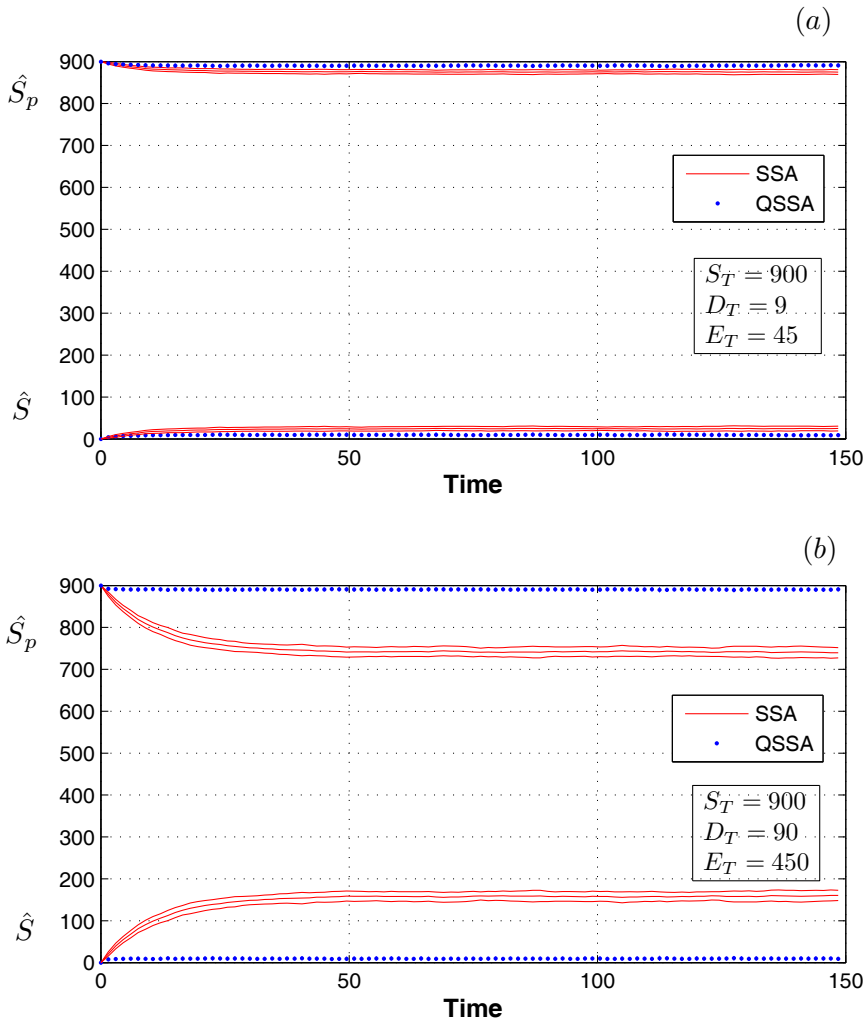 (a)
900
800
700
600
500
400
300
200
100
0
Ŝ_p
Ŝ
SSA
QSSA
S_T = 900
D_T = 9
E_T = 45
0
50
100
150
Time
(b)
900
800
700
600
500
400
300
200
100
0
Ŝ_p
Ŝ
SSA
QSSA
S_T = 900
D_T = 90
E_T = 450
0
50
100
150
Time